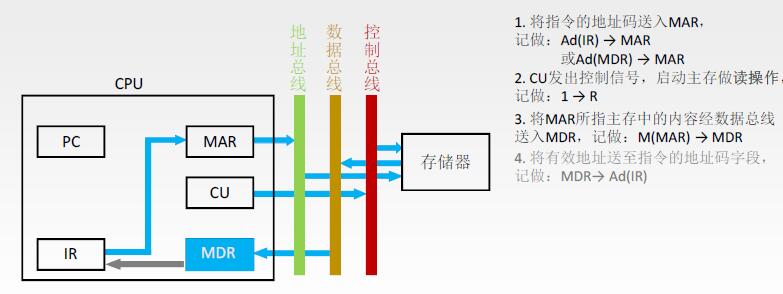 地址总线
数据总线
控制总线
CPU
PC
MAR
CU
IR
MDR
存储器
1. 将指令的地址码送入MAR，
记做：Ad(IR) → MAR
或Ad(MDR) → MAR
2. CU发出控制信号，启动主存做读操作，
记做：1 → R
3. 将MAR所指主存中的内容经数据总线
送入MDR，记做：M(MAR) → MDR
4. 将有效地址送至指令的地址码字段，
记做：MDR→ Ad(IR)